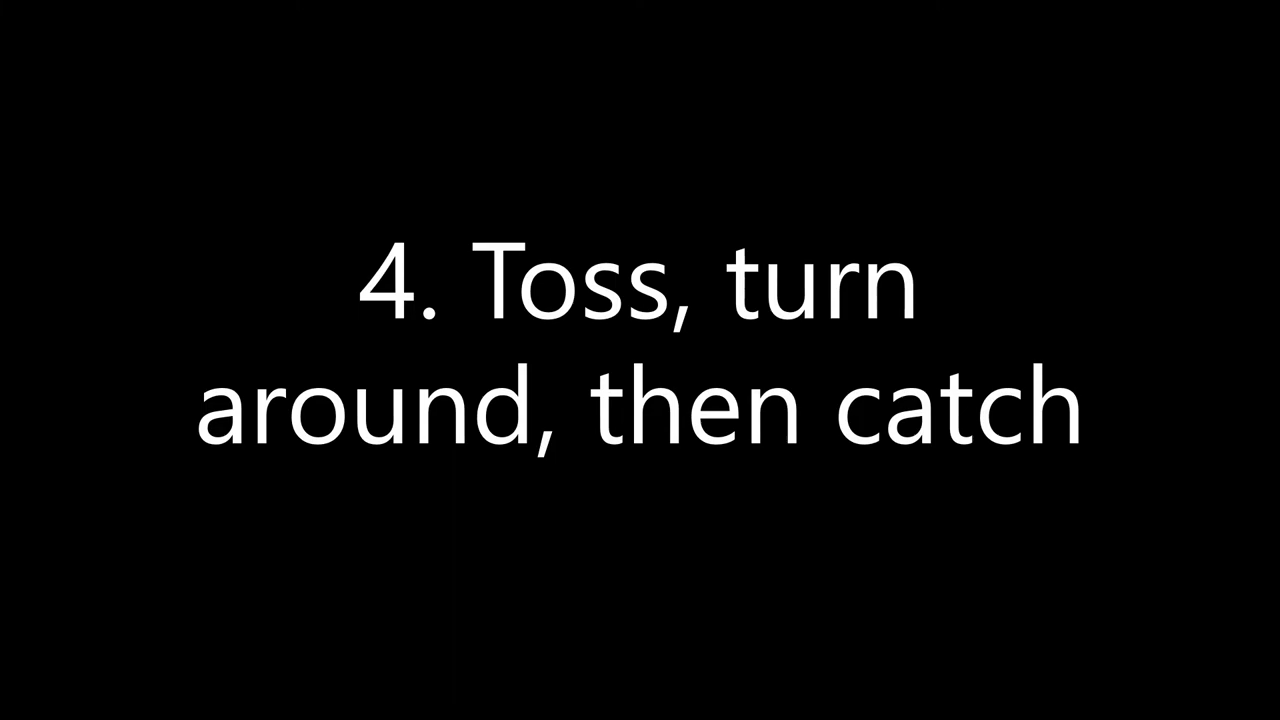 4. Toss, turn
around, then catch